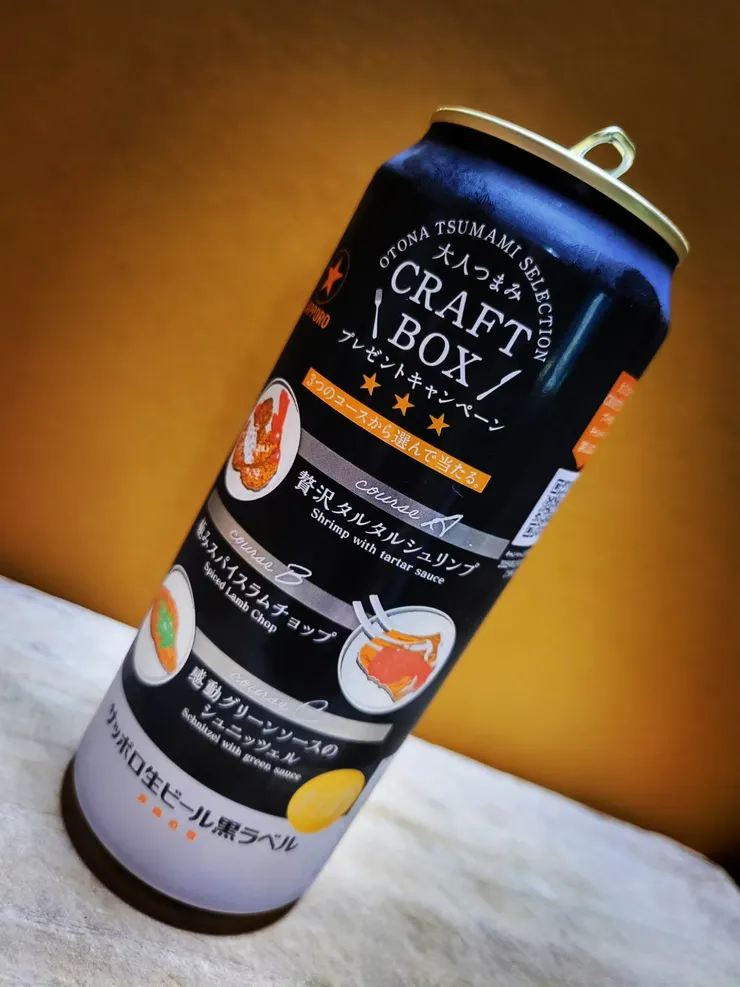 OTONA TSUMAMI SELECTION
大人つまみ
CRAFT
BOX
プレゼントキャンペーン
SAPPORO
3つのコースから選んで当たる。
course A
贅沢タルタルシュリンプ
Shrimp with tartar sauce
course B
極みスパイスラムチョップ
Spiced Lamb Chop
course C
感動グリーンソースの
シュニッツェル
Schnitzel with green sauce
サッポロ生ビール黒ラベル